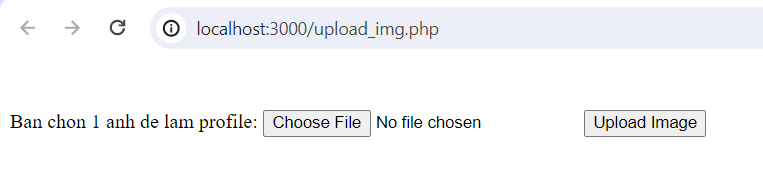 localhost:3000/upload_img.php
Ban chon 1 anh de lam profile: Choose File No file chosen Upload Image